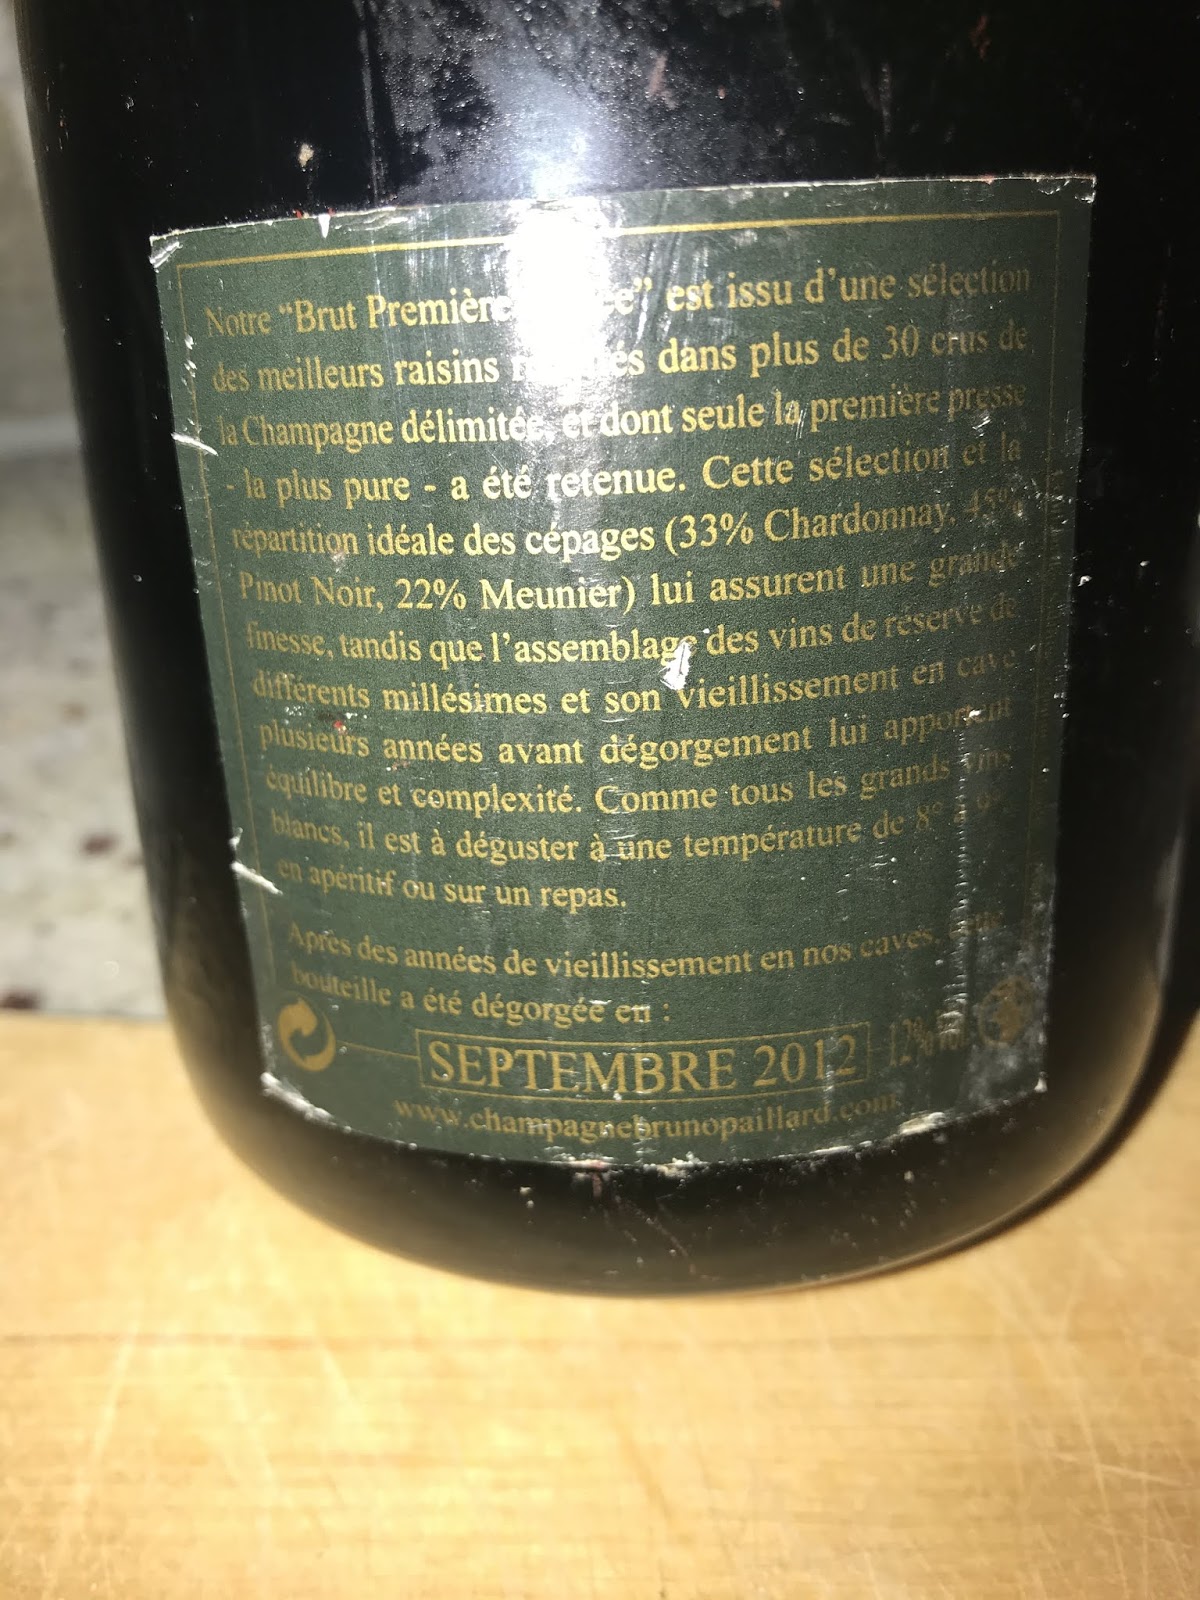 Notre “Brut Première est issu d’une sélection
des meilleurs raisins dans plus de 30 crus de
la Champagne délimitée, et dont seule la première presse
- la plus pure - a été retenue. Cette sélection et la
répartition idéale des cépages (33% Chardonnay, 45%
Pinot Noir, 22% Meunier) lui assurent une grande
finesse, tandis que l’assemblage des vins de réserve de
différents millésimes et son vieillissement en cave
plusieurs années avant dégorgement lui apportent
équilibre et complexité. Comme tous les grands vins
blancs, il est à déguster à une température de 8° à 9°
en apéritif ou sur un repas.
Après des années de vieillissement en nos caves, cette
bouteille a été dégorgée en :
SEPTEMBRE 2012 12% vol.
www.champagnebrunopaillard.com